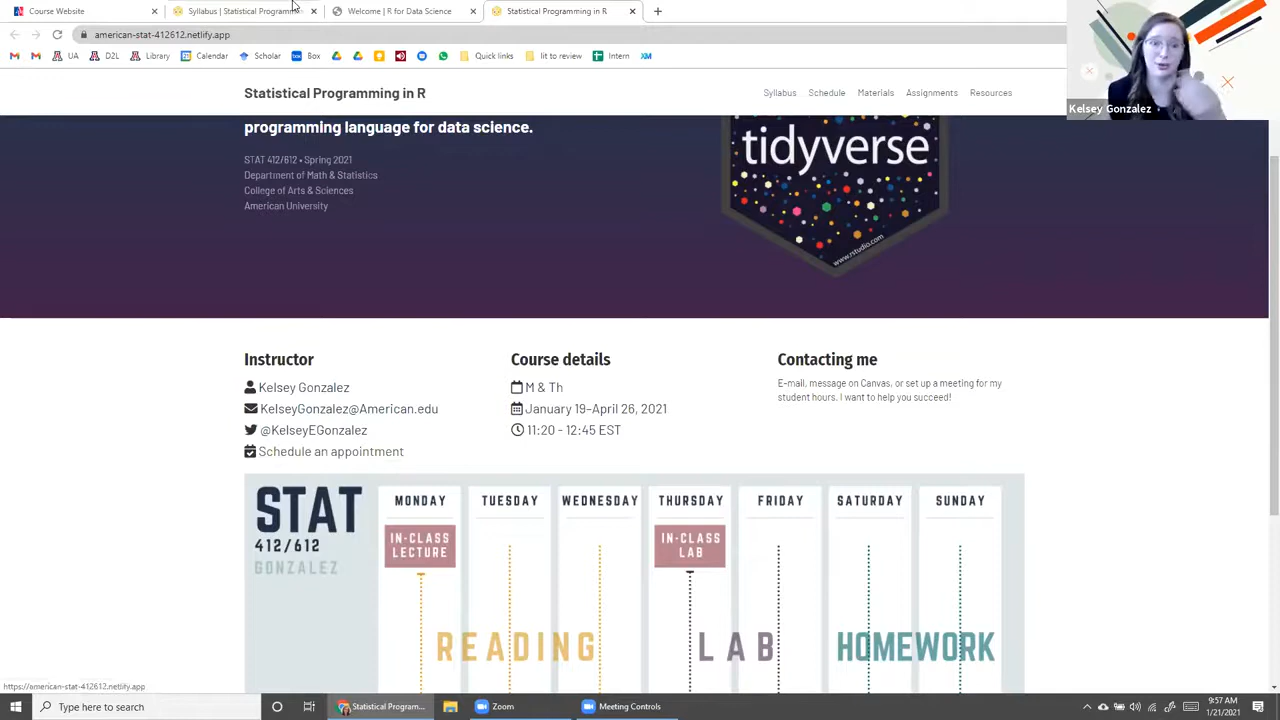 Course Website
Syllabus | Statistical Programm
Welcome | R for Data Science
Statistical Programming in R
american-stat-412612.netlify.app
UA
D2L
Library
Calendar
Scholar
Box
Quick links
lit to review
Intern
Kelsey Gonzalez
Statistical Programming in R
Syllabus
Schedule
Materials
Assignments
Resources
programming language for data science.
STAT 412/612 • Spring 2021
Department of Math & Statistics
College of Arts & Sciences
American University
tidyverse
www.rstudio.com
Instructor
Kelsey Gonzalez
KelseyGonzalez@American.edu
@KelseyEGonzalez
Schedule an appointment
Course details
M & Th
January 19–April 26, 2021
11:20 - 12:45 EST
Contacting me
E-mail, message on Canvas, or set up a meeting for my
student hours. I want to help you succeed!
STAT
412/612
GONZALEZ
MONDAY
TUESDAY
WEDNESDAY
THURSDAY
FRIDAY
SATURDAY
SUNDAY
IN-CLASS
LECTURE
IN-CLASS
LAB
READING
LAB
HOMEWORK
https://american-stat-412612.netlify.app
Type here to search
Statistical Program...
Zoom
Meeting Controls
9:57 AM
1/21/2021